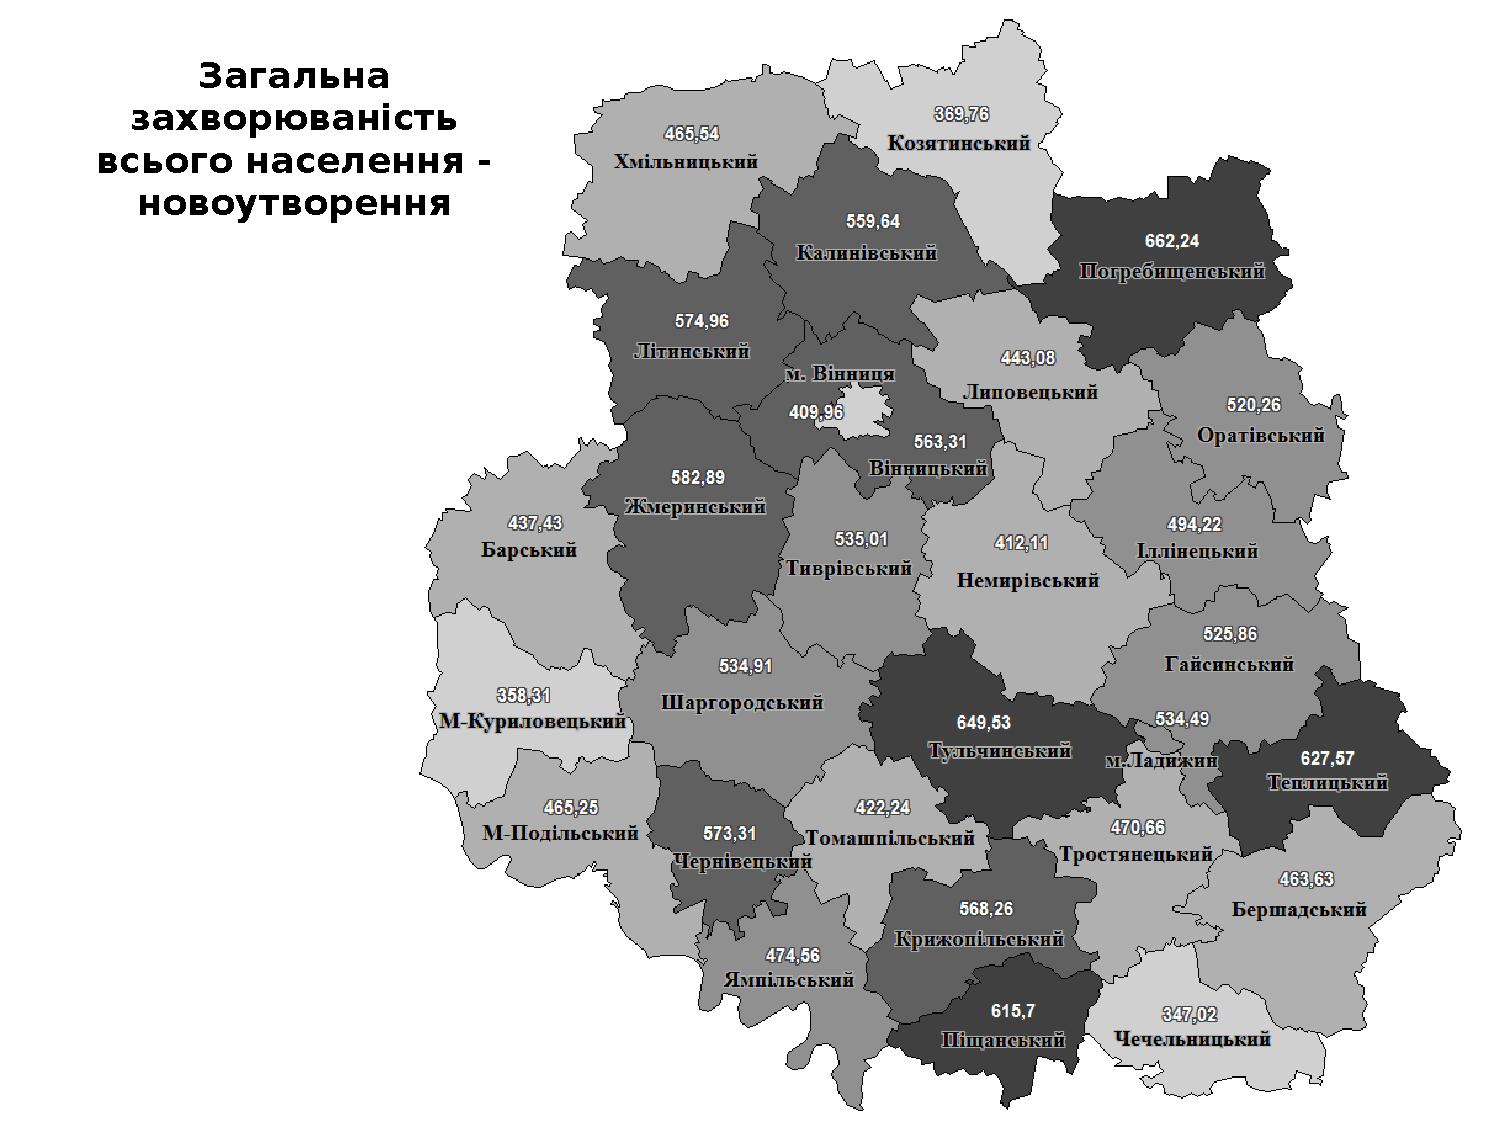 Загальна
захворюваність
всього населення -
новоутворення
369,76
Козятинський
465,54
Хмільницький
559,64
Калинівський
662,24
Погребищенський
574,96
Літинський
м. Вінниця
409,96
443,08
Липовецький
520,26
Оратівський
563,31
Вінницький
582,89
Жмеринський
437,43
Барський
535,01
Тиврівський
412,11
Немирівський
494,22
Іллінецький
525,86
Гайсинський
534,91
Шаргородський
358,31
М-Куриловецький
649,53
Тульчинський
534,49
м.Ладижин
627,57
Теплицький
465,25
М-Подільський
573,31
Чернівецький
422,24
Томашпільський
470,66
Тростянецький
463,63
Бершадський
568,26
Крижопільський
474,56
Ямпільський
615,7
Піщанський
347,02
Чечельницький